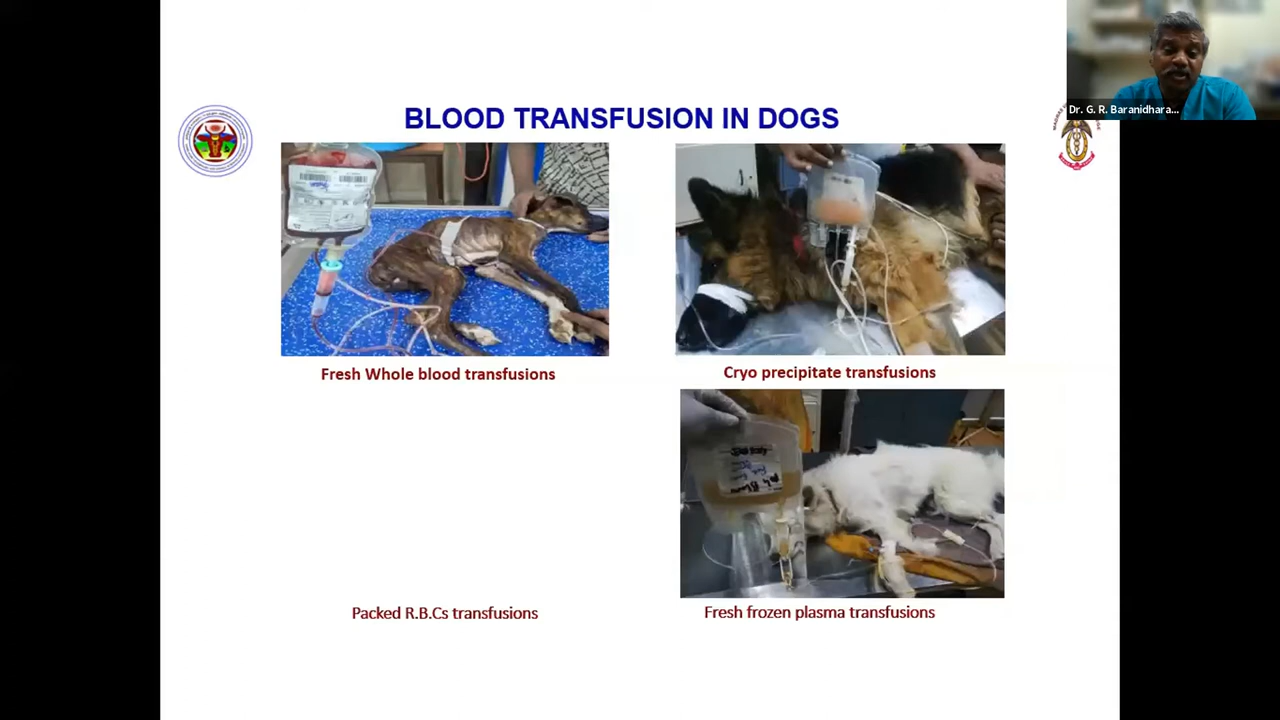 Dr. G. R. Baranidhara...
BLOOD TRANSFUSION IN DOGS
Fresh Whole blood transfusions
Cryo precipitate transfusions
Packed R.B.Cs transfusions
Fresh frozen plasma transfusions